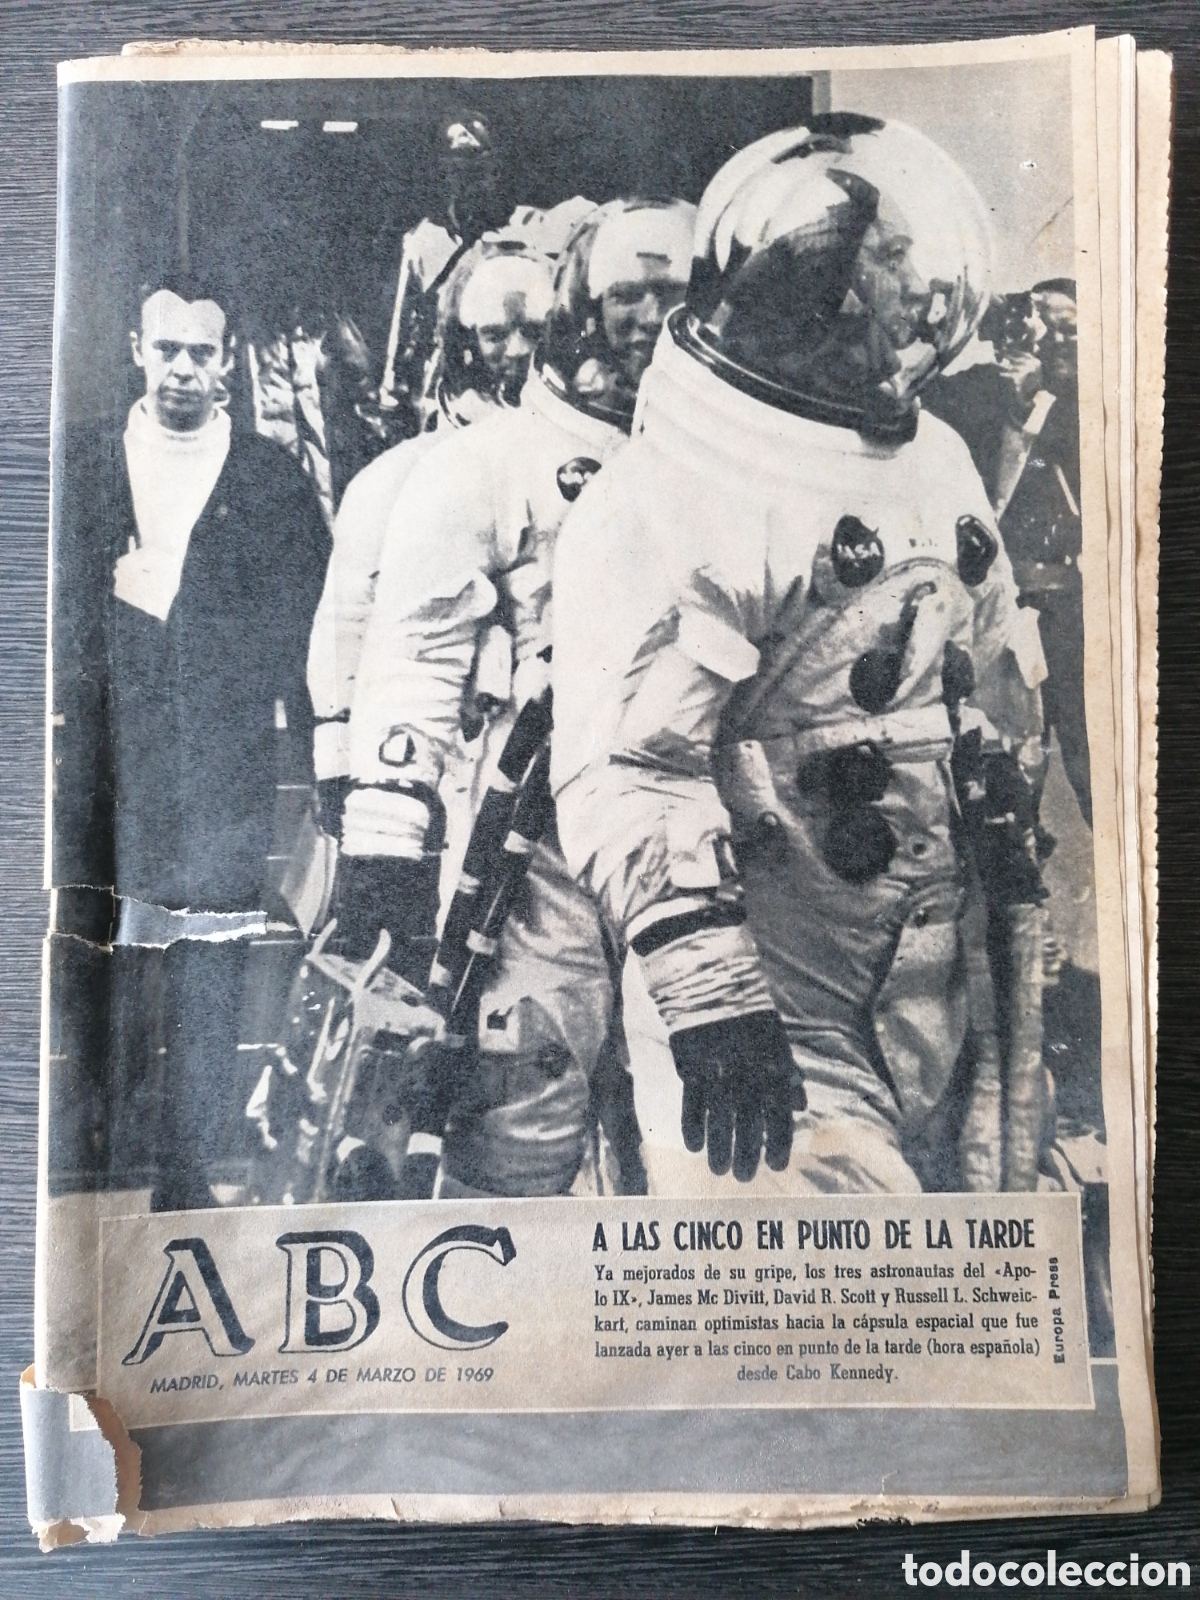 NASA
A B C
MADRID, MARTES 4 DE MARZO DE 1969
A LAS CINCO EN PUNTO DE LA TARDE
Ya mejorados de su gripe, los tres astronautas del «Apo-
lo IX», James Mc Divitt, David R. Scott y Russell L. Schweic-
kart, caminan optimistas hacia la cápsula espacial que fue
lanzada ayer a las cinco en punto de la tarde (hora española)
desde Cabo Kennedy.
Europa Press
todocoleccion